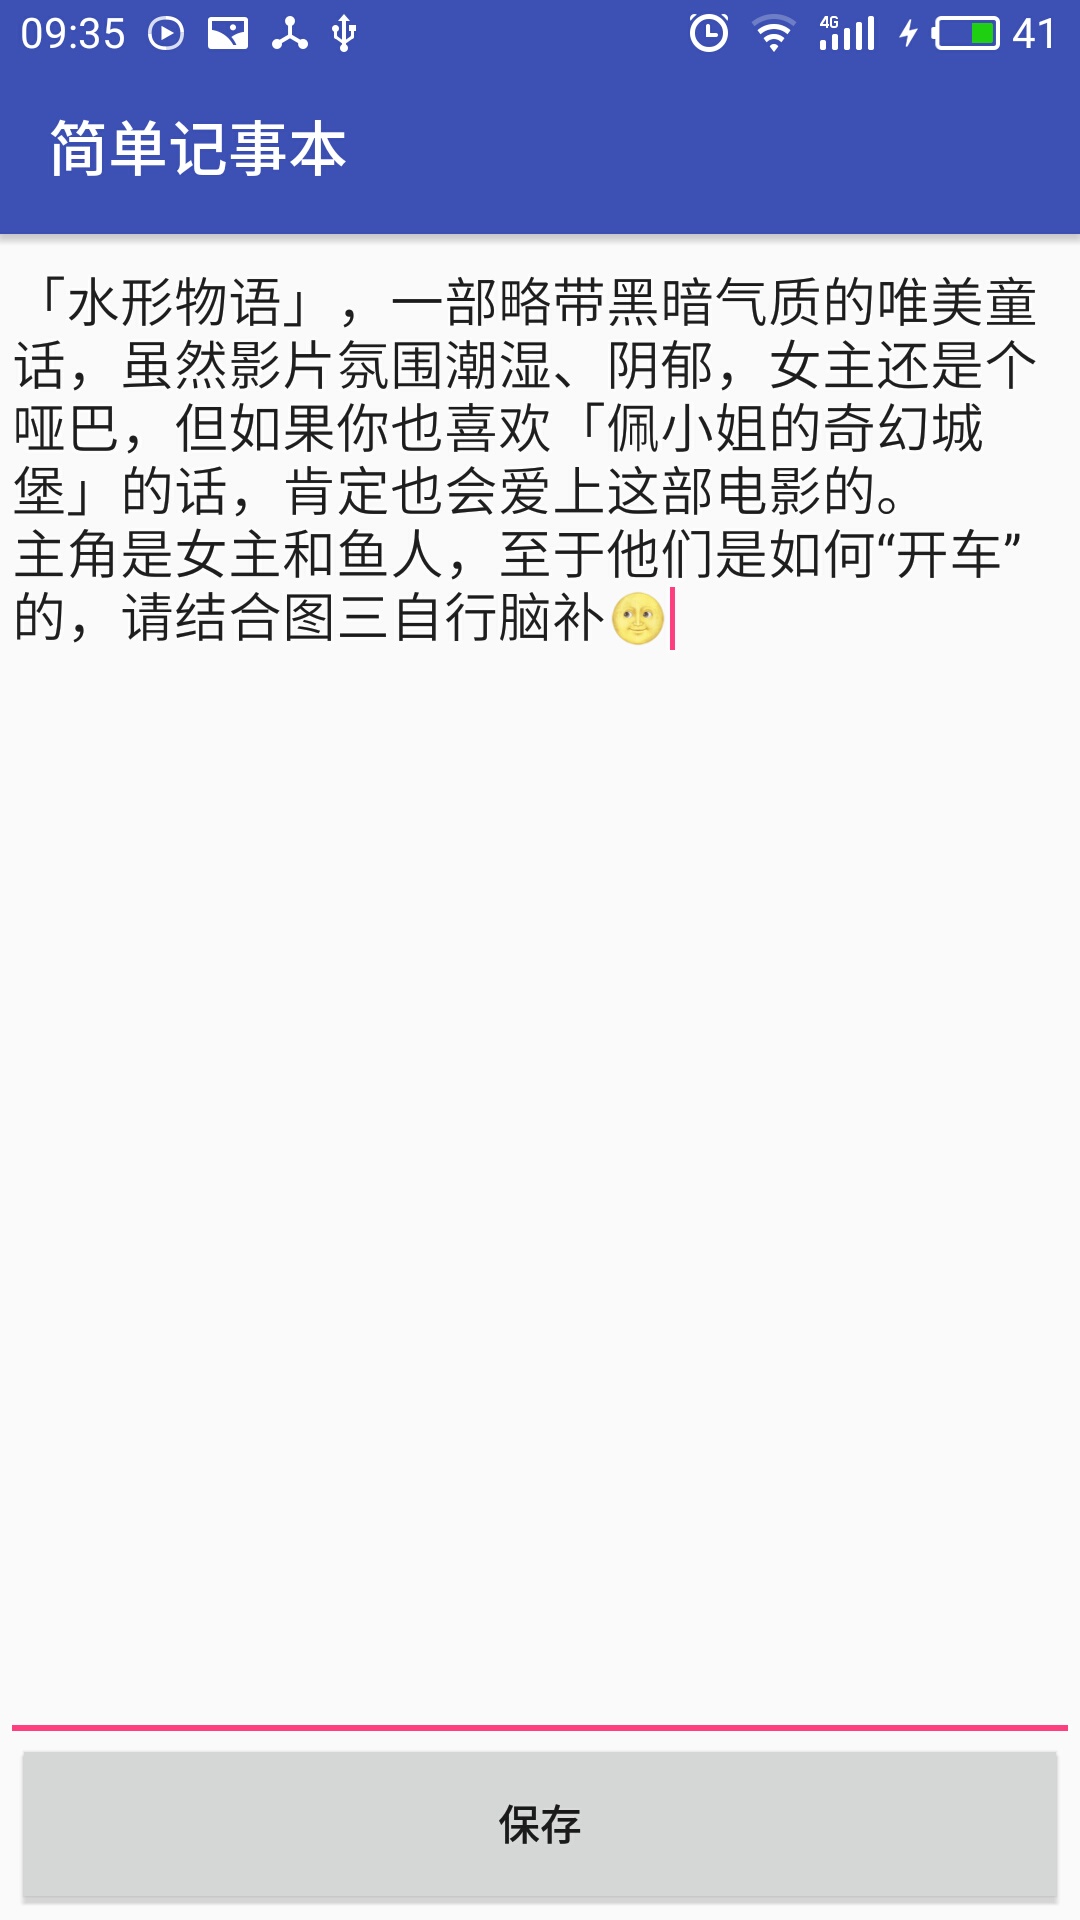 09:35 4G 41
简单记事本
「水形物语」，一部略带黑暗气质的唯美童
话，虽然影片氛围潮湿、阴郁，女主还是个
哑巴，但如果你也喜欢「佩小姐的奇幻城
堡」的话，肯定也会爱上这部电影的。
主角是女主和鱼人，至于他们是如何“开车”
的，请结合图三自行脑补🌝
保存